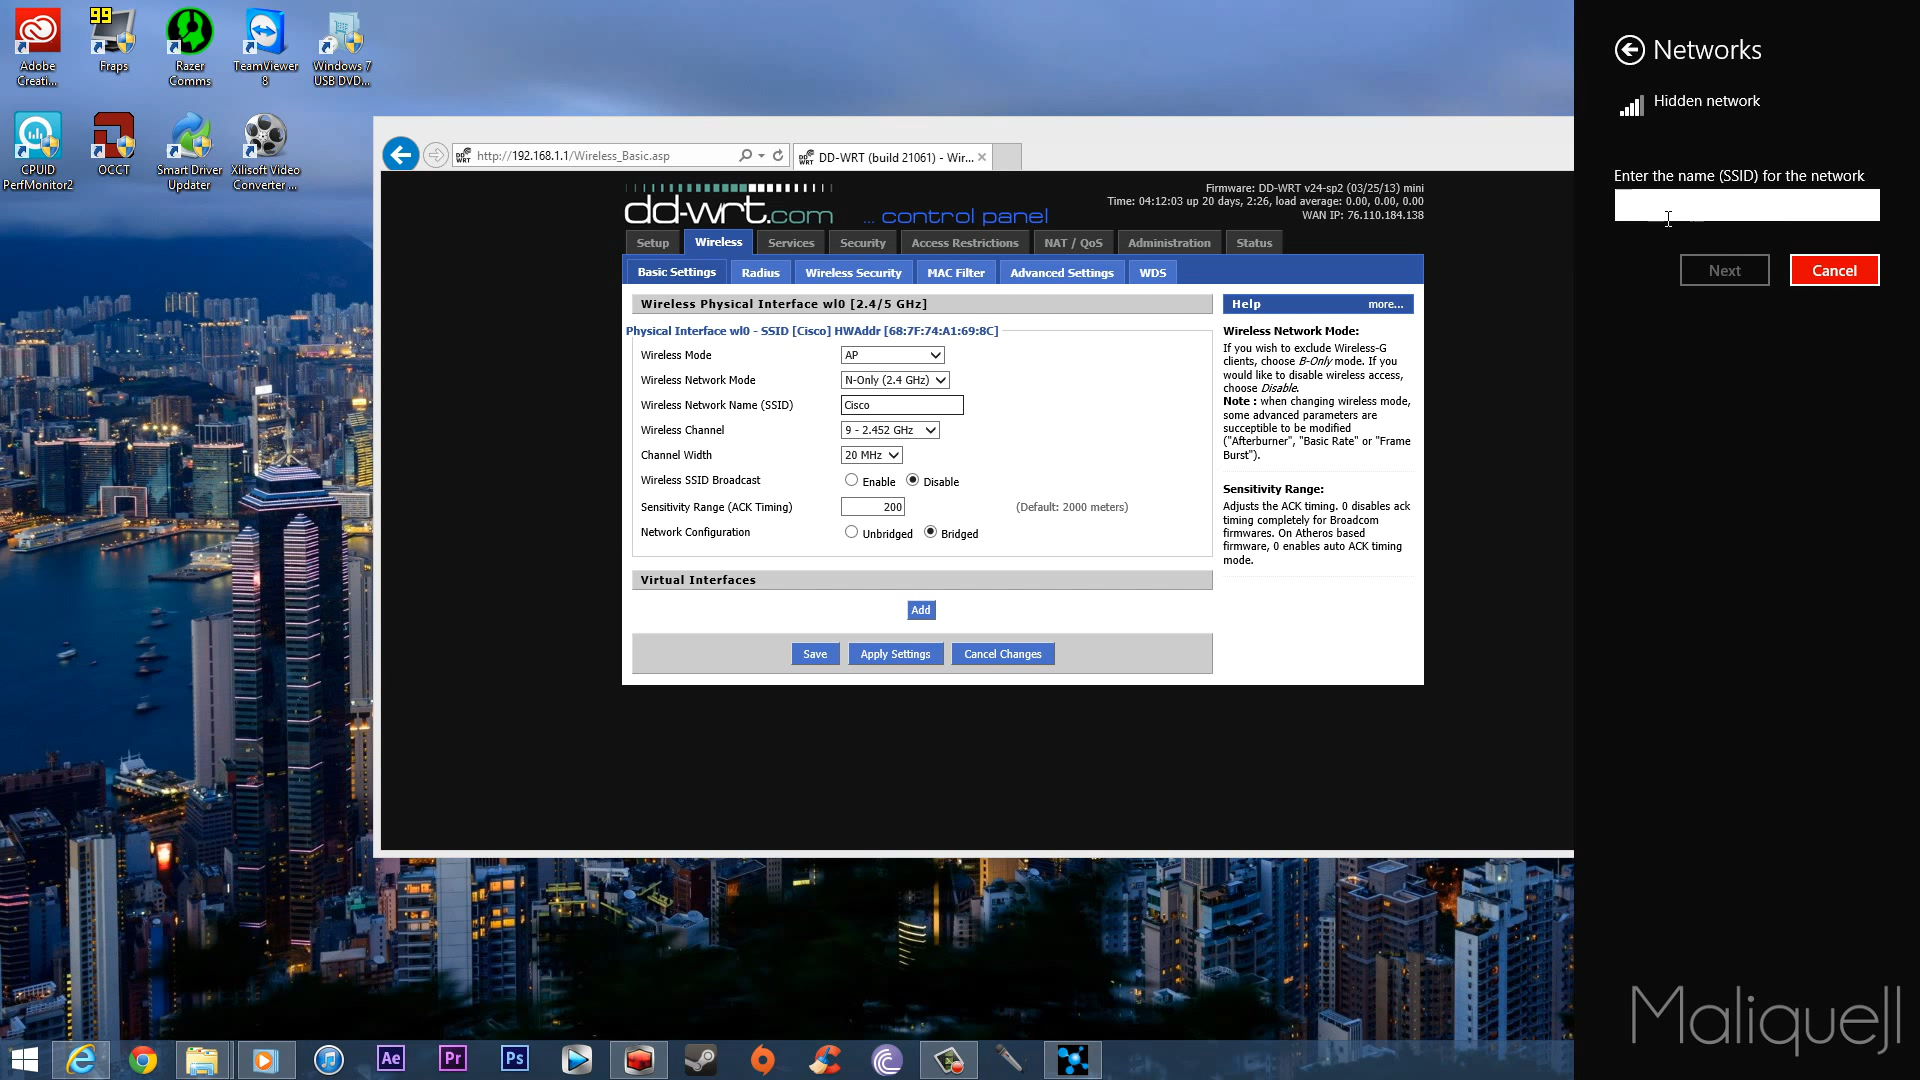 99
Adobe Creati...
Fraps
Razer Comms
TeamViewer 8
Windows 7 USB DVD...
CPUID PerfMonitor2
OCCT
Smart Driver Updater
Xilisoft Video Converter ...
http://192.168.1.1/Wireless_Basic.asp
DD-WRT (build 21061) - Wir...
dd-wrt.com ... control panel
Firmware: DD-WRT v24-sp2 (03/25/13) mini
Time: 04:12:03 up 20 days, 2:26, load average: 0.00, 0.00, 0.00
WAN IP: 76.110.184.138
Setup Wireless Services Security Access Restrictions NAT / QoS Administration Status
Basic Settings Radius Wireless Security MAC Filter Advanced Settings WDS
Wireless Physical Interface wl0 [2.4/5 GHz]
Physical Interface wl0 - SSID [Cisco] HWAddr [68:7F:74:A1:69:8C]
Wireless Mode AP
Wireless Network Mode N-Only (2.4 GHz)
Wireless Network Name (SSID) Cisco
Wireless Channel 9 - 2.452 GHz
Channel Width 20 MHz
Wireless SSID Broadcast Enable Disable
Sensitivity Range (ACK Timing) 200 (Default: 2000 meters)
Network Configuration Unbridged Bridged
Virtual Interfaces
Add
Save Apply Settings Cancel Changes
Help more...
Wireless Network Mode:
If you wish to exclude Wireless-G
clients, choose B-Only mode. If you
would like to disable wireless access,
choose Disable.
Note : when changing wireless mode,
some advanced parameters are
succeptible to be modified
("Afterburner", "Basic Rate" or "Frame
Burst").
Sensitivity Range:
Adjusts the ACK timing. 0 disables ack
timing completely for Broadcom
firmwares. On Atheros based
firmware, 0 enables auto ACK timing
mode.
Networks
Hidden network
Enter the name (SSID) for the network
Next Cancel
MaliqueJ
Ae Pr Ps